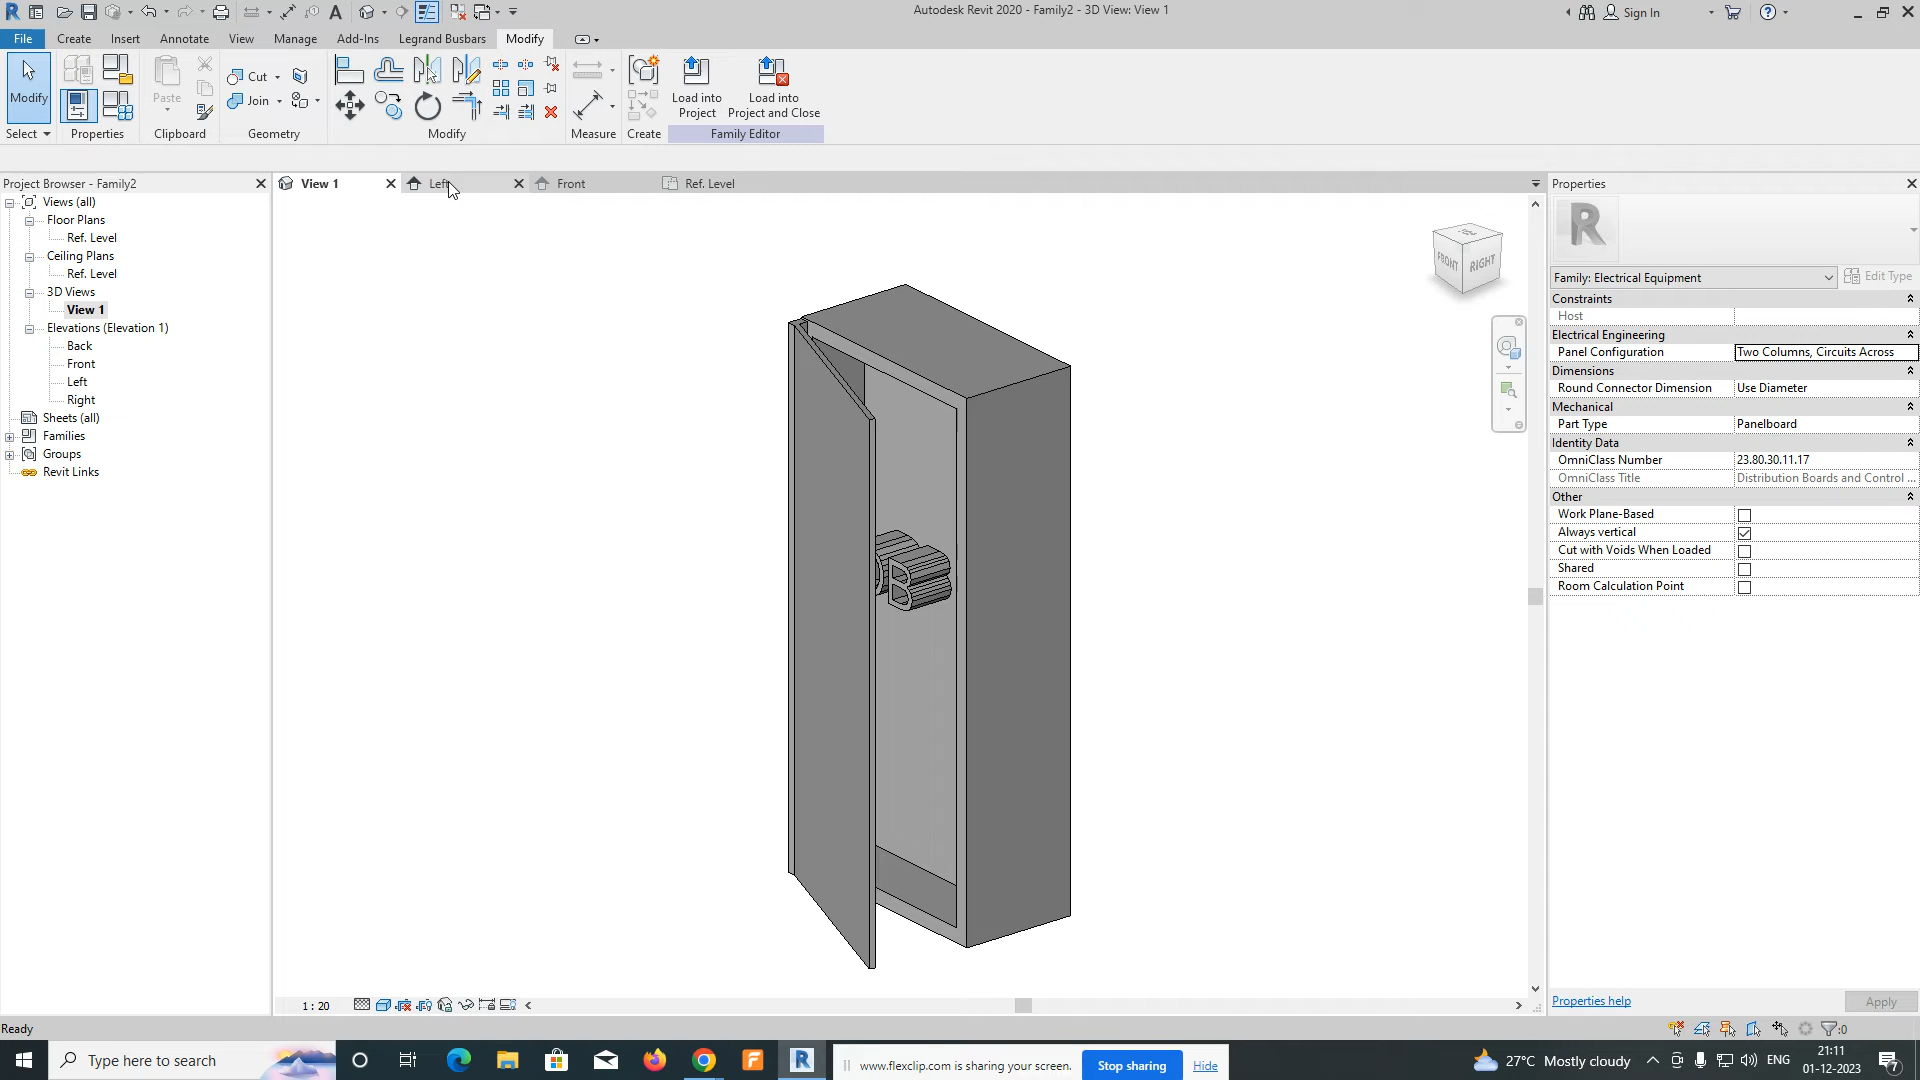 Autodesk Revit 2020 - Family2 - 3D View: View 1
Sign In
File Create Insert Annotate View Manage Add-Ins Legrand Busbars Modify
Modify
Paste
Cut
Join
Load into Project
Load into Project and Close
Select Properties Clipboard Geometry Modify Measure Create Family Editor
Project Browser - Family2
View 1
Left
Front
Ref. Level
Properties
Views (all)
Floor Plans
Ref. Level
Ceiling Plans
Ref. Level
3D Views
View 1
Elevations (Elevation 1)
Back
Front
Left
Right
Sheets (all)
Families
Groups
Revit Links
TOP
FRONT
RIGHT
B
Family: Electrical Equipment
Edit Type
Constraints
Host
Electrical Engineering
Panel Configuration Two Columns, Circuits Across
Dimensions
Round Connector Dimension Use Diameter
Mechanical
Part Type Panelboard
Identity Data
OmniClass Number 23.80.30.11.17
OmniClass Title Distribution Boards and Control ...
Other
Work Plane-Based
Always vertical
Cut with Voids When Loaded
Shared
Room Calculation Point
Properties help
Apply
1 : 20
Ready
:0
Type here to search
www.flexclip.com is sharing your screen.
Stop sharing
Hide
27°C Mostly cloudy
ENG
21:11
01-12-2023
7